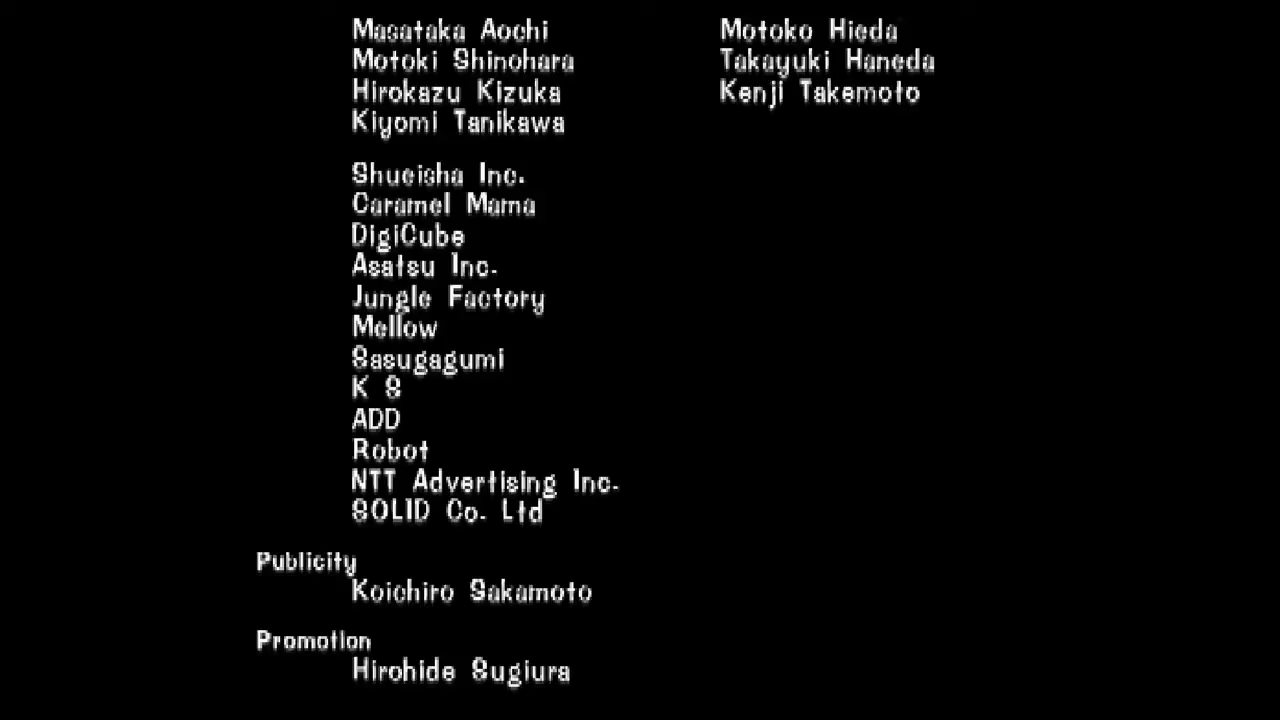 Masataka Aochi
Motoki Shinohara
Hirokazu Kizuka
Kiyomi Tanikawa
Motoko Hieda
Takayuki Haneda
Kenji Takemoto
Shueisha Inc.
Caramel Mama
DigiCube
Asatsu Inc.
Jungle Factory
Mellow
Sasugagumi
K S
ADD
Robot
NTT Advertising Inc.
SOLID Co. Ltd
Publicity
Koichiro Sakamoto
Promotion
Hirohide Sugiura